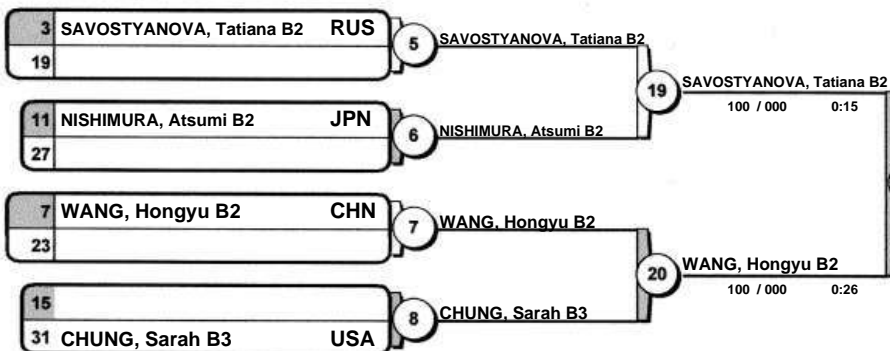 3 SAVOSTYANOVA, Tatiana B2 RUS
19
5
SAVOSTYANOVA, Tatiana B2
11 NISHIMURA, Atsumi B2 JPN
27
6
NISHIMURA, Atsumi B2
19
SAVOSTYANOVA, Tatiana B2
100 / 000 0:15
7 WANG, Hongyu B2 CHN
23
7
WANG, Hongyu B2
15
31 CHUNG, Sarah B3 USA
8
CHUNG, Sarah B3
20
WANG, Hongyu B2
100 / 000 0:26